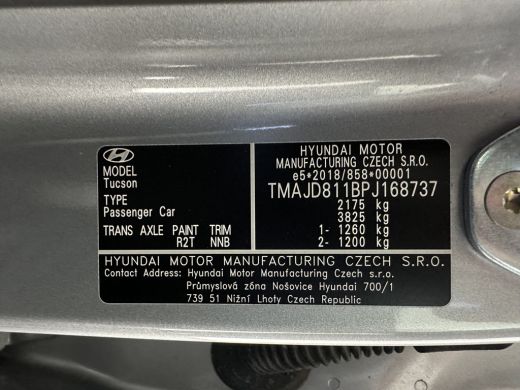 MODEL
Tucson
TYPE
Passenger Car
TRANS AXLE PAINT TRIM
R2T NNB
HYUNDAI MOTOR
MANUFACTURING CZECH S.R.O.
e5*2018/858*00001
TMAJD811BPJ168737
2175 kg
3825 kg
1- 1260 kg
2- 1200 kg
HYUNDAI MOTOR MANUFACTURING CZECH S.R.O.
Contact Address: Hyundai Motor Manufacturing Czech s.r.o.
Průmyslová zóna Nošovice Hyundai 700/1
739 51 Nižní Lhoty Czech Republic